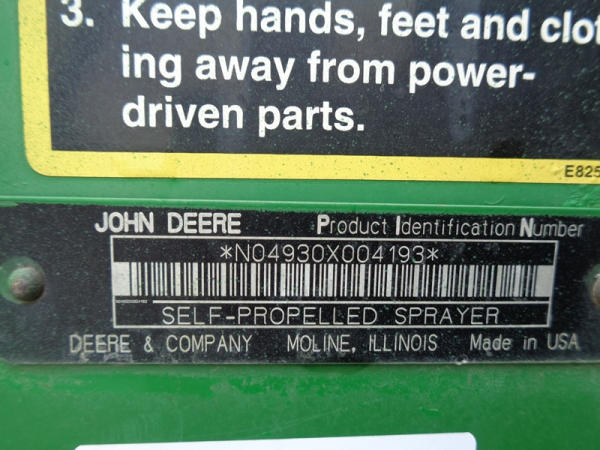 3. Keep hands, feet and clot
ing away from power-
driven parts.
E825
JOHN DEERE Product Identification Number
*N04930X004193*
SELF-PROPELLED SPRAYER
DEERE & COMPANY MOLINE, ILLINOIS Made in USA